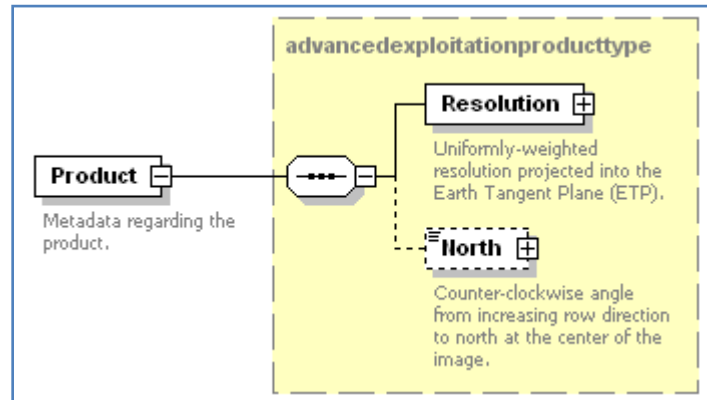 advancedexploitationproducttype
Resolution
Uniformly-weighted
resolution projected into the
Earth Tangent Plane (ETP).
Product
Metadata regarding the
product.
North
Counter-clockwise angle
from increasing row direction
to north at the center of the
image.